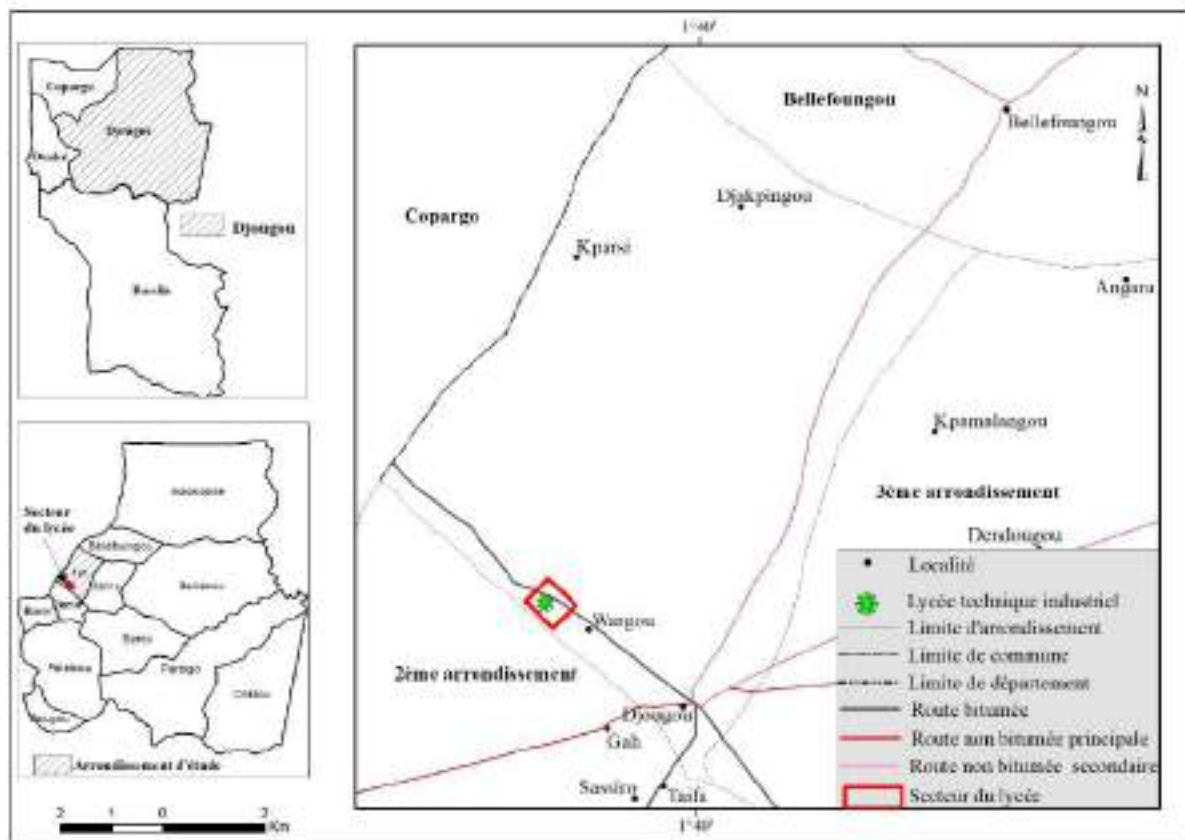 Copargo
Djougou
Djougou
Bassila
Secteur
du lycée
Arrondissement d'étude
2 1 0 2
Km
1°40'
N
Bellefoungou
Bellefoungou
Djakpingou
Copargo
Kparsi
Angara
Kpamalangou
3ème arrondissement
Dendougou
Wargou
2ème arrondissement
Djougou
Gah
Sassiro
Taifa
1°40'
Localité
Lycée technique industriel
Limite d'arrondissement
Limite de commune
Limite de département
Route bitumée
Route non bitumée principale
Route non bitumée secondaire
Secteur du lycée